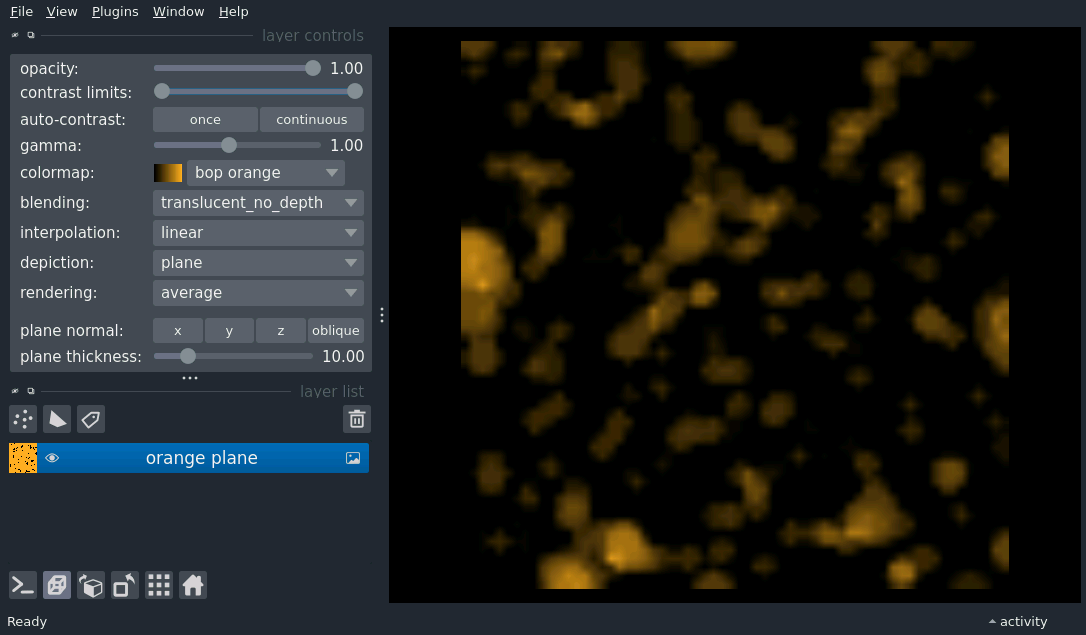 File View Plugins Window Help
layer controls
opacity: 1.00
contrast limits:
auto-contrast: once continuous
gamma: 1.00
colormap: bop orange
blending: translucent_no_depth
interpolation: linear
depiction: plane
rendering: average
plane normal: x y z oblique
plane thickness: 10.00
layer list
orange plane
Ready activity